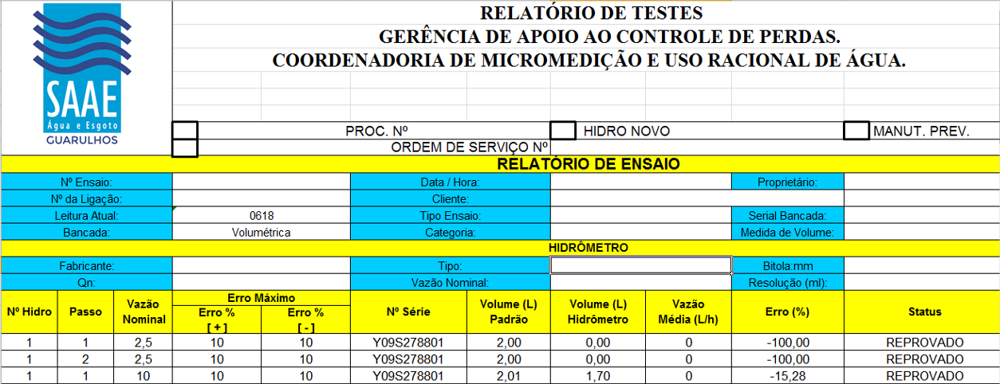 RELATÓRIO DE TESTES
GERÊNCIA DE APOIO AO CONTROLE DE PERDAS.
COORDENADORIA DE MICROMEDIÇÃO E USO RACIONAL DE ÁGUA.
SAAE
Água e Esgoto
GUARULHOS
PROC. Nº HIDRO NOVO MANUT. PREV.
ORDEM DE SERVIÇO Nº
RELATÓRIO DE ENSAIO
Nº Ensaio: Data / Hora: Proprietário:
Nº da Ligação: Cliente:
Leitura Atual: 0618 Tipo Ensaio: Serial Bancada:
Bancada: Volumétrica Categoria: Medida de Volume:
HIDRÔMETRO
Fabricante: Tipo: Bitola:mm
Qn: Vazão Nominal: Resolução (ml):
Nº Hidro Passo Vazão Nominal Erro Máximo Erro % [ + ] Erro % [ - ] Nº Série Volume (L) Padrão Volume (L) Hidrômetro Vazão Média (L/h) Erro (%) Status
1 1 2,5 10 10 Y09S278801 2,00 0,00 0 -100,00 REPROVADO
1 2 2,5 10 10 Y09S278801 2,00 0,00 0 -100,00 REPROVADO
1 1 10 10 10 Y09S278801 2,01 1,70 0 -15,28 REPROVADO